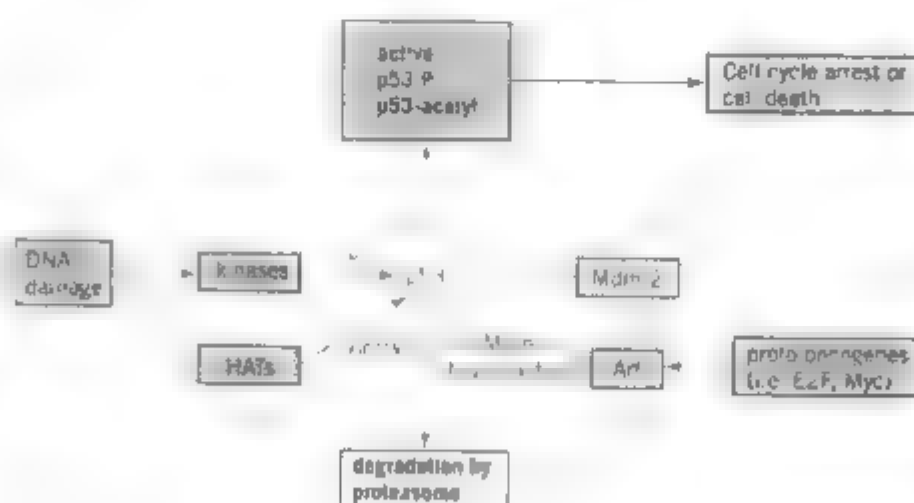 active
p53-P
p53-acetyl
Cell cycle arrest or
cell death
DNA
damage
kinases
Mdm-2
HATs
Arf
proto oncogenes
(i.e. E2F, Myc)
degradation by
proteasome